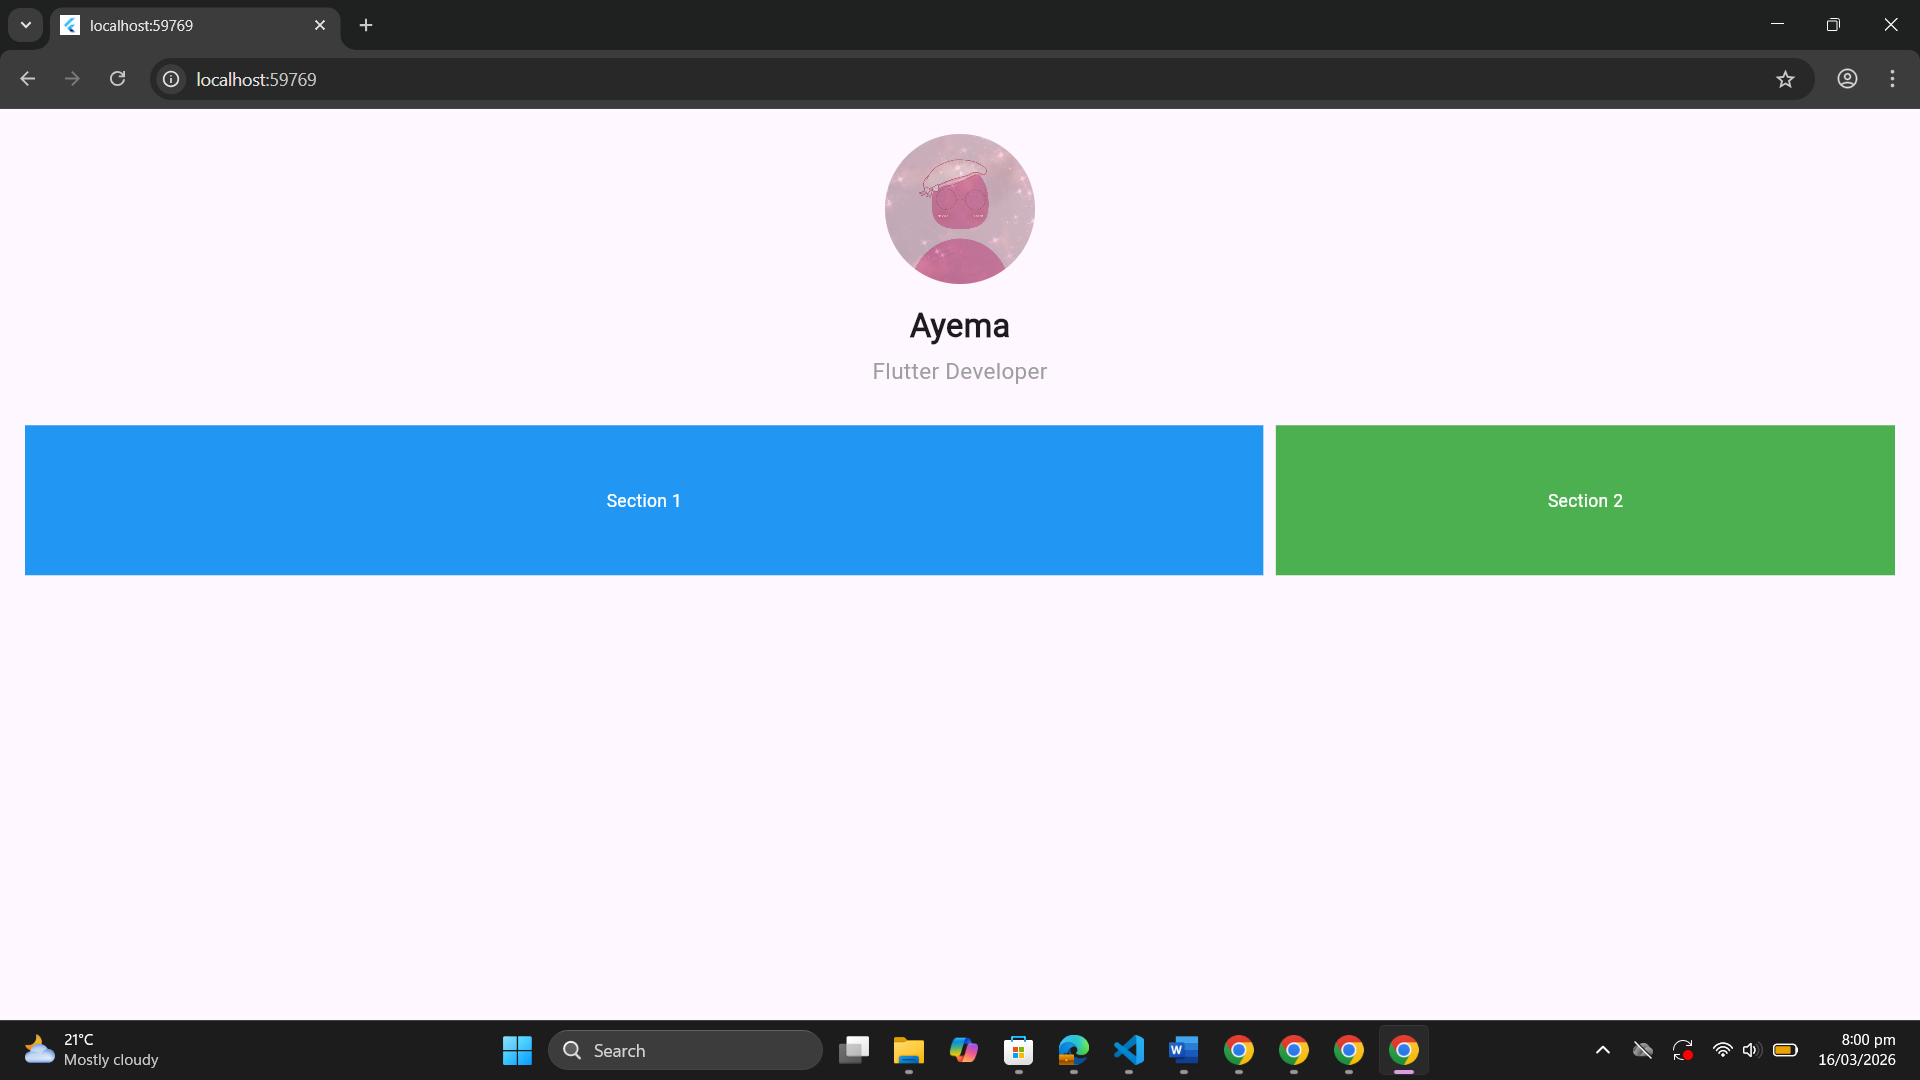 localhost:59769
localhost:59769
Ayema
Flutter Developer
Section 1
Section 2
21°C
Mostly cloudy
Search
8:00 pm
16/03/2026